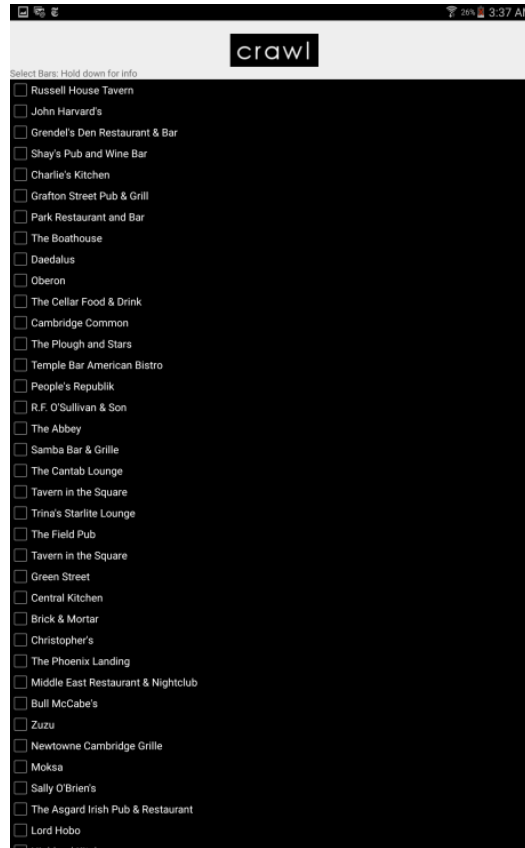 26% 3:37 AM
crawl
Select Bars: Hold down for info
Russell House Tavern
John Harvard's
Grendel's Den Restaurant & Bar
Shay's Pub and Wine Bar
Charlie's Kitchen
Grafton Street Pub & Grill
Park Restaurant and Bar
The Boathouse
Daedalus
Oberon
The Cellar Food & Drink
Cambridge Common
The Plough and Stars
Temple Bar American Bistro
People's Republik
R.F. O'Sullivan & Son
The Abbey
Samba Bar & Grille
The Cantab Lounge
Tavern in the Square
Trina's Starlite Lounge
The Field Pub
Tavern in the Square
Green Street
Central Kitchen
Brick & Mortar
Christopher's
The Phoenix Landing
Middle East Restaurant & Nightclub
Bull McCabe's
Zuzu
Newtowne Cambridge Grille
Moksa
Sally O'Brien's
The Asgard Irish Pub & Restaurant
Lord Hobo